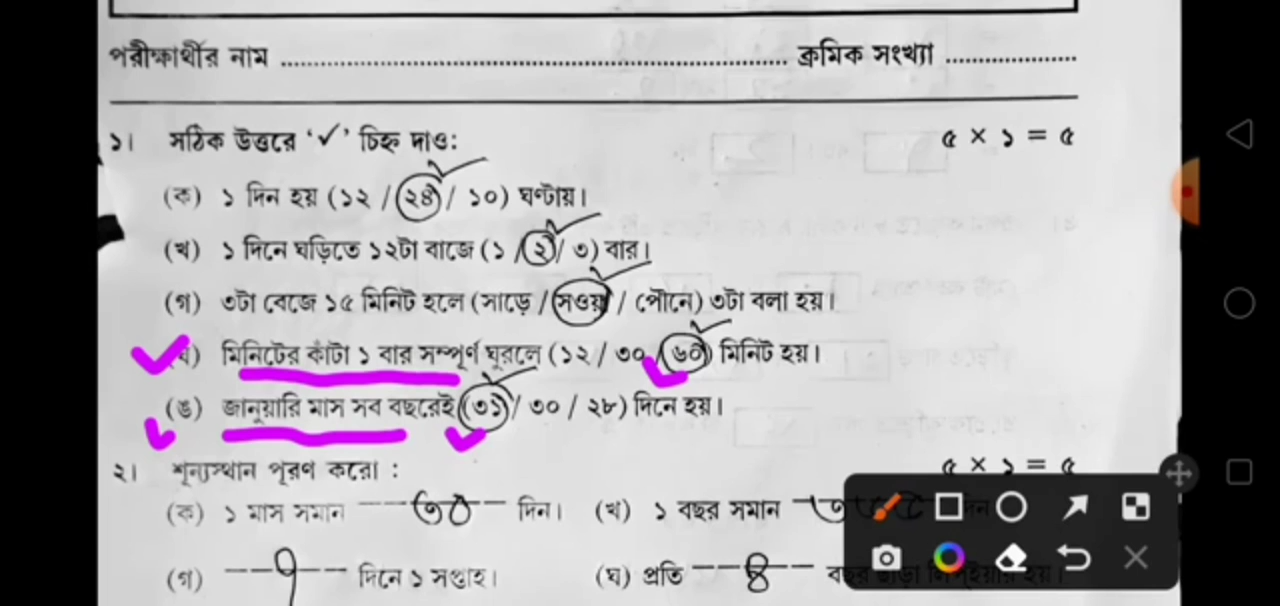 পরীক্ষার্থীর নাম ........................ ক্রমিক সংখ্যা ............
১। সঠিক উত্তরে '✓' চিহ্ন দাও: ৫ × ১ = ৫
(ক) ১ দিন হয় (১২ / ২৪ / ১০) ঘণ্টায়।
(খ) ১ দিনে ঘড়িতে ১২টা বাজে (১ / ২ / ৩) বার।
(গ) ৩টা বেজে ১৫ মিনিট হলে (সাড়ে / সওয়া / পৌনে) ৩টা বলা হয়।
(ঘ) মিনিটের কাঁটা ১ বার সম্পূর্ণ ঘুরলে (১২ / ৩০ / ৬০) মিনিট হয়।
(ঙ) জানুয়ারি মাস সব বছরেই (৩১ / ৩০ / ২৮) দিনে হয়।
২। শূন্যস্থান পূরণ করো : ৫ × ১ = ৫
(ক) ১ মাস সমান ৩০ দিন। (খ) ১ বছর সমান দিন
(গ) ৭ দিনে ১ সপ্তাহ। (ঘ) প্রতি ৪ বছর ছাড়া হয়।